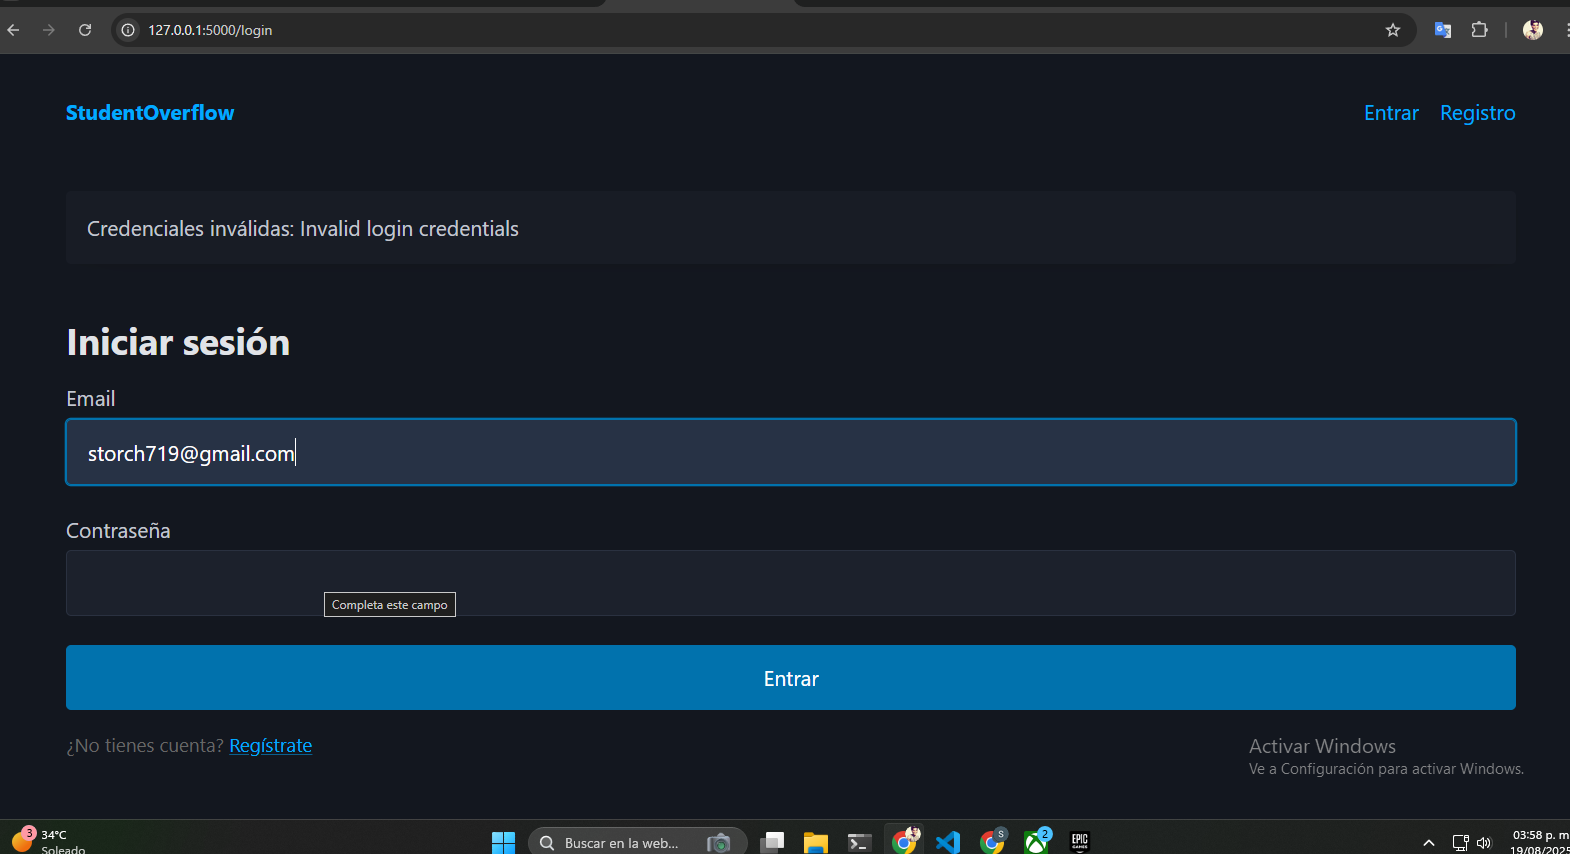 127.0.0.1:5000/login
StudentOverflow
Entrar Registro
Credenciales inválidas: Invalid login credentials
Iniciar sesión
Email
storch719@gmail.com
Contraseña
Completa este campo
Entrar
¿No tienes cuenta? Regístrate
Activar Windows
Ve a Configuración para activar Windows.
3
34°C
Soleado
Buscar en la web...
S
2
EPIC
GAMES
03:58 p. m
19/08/2025